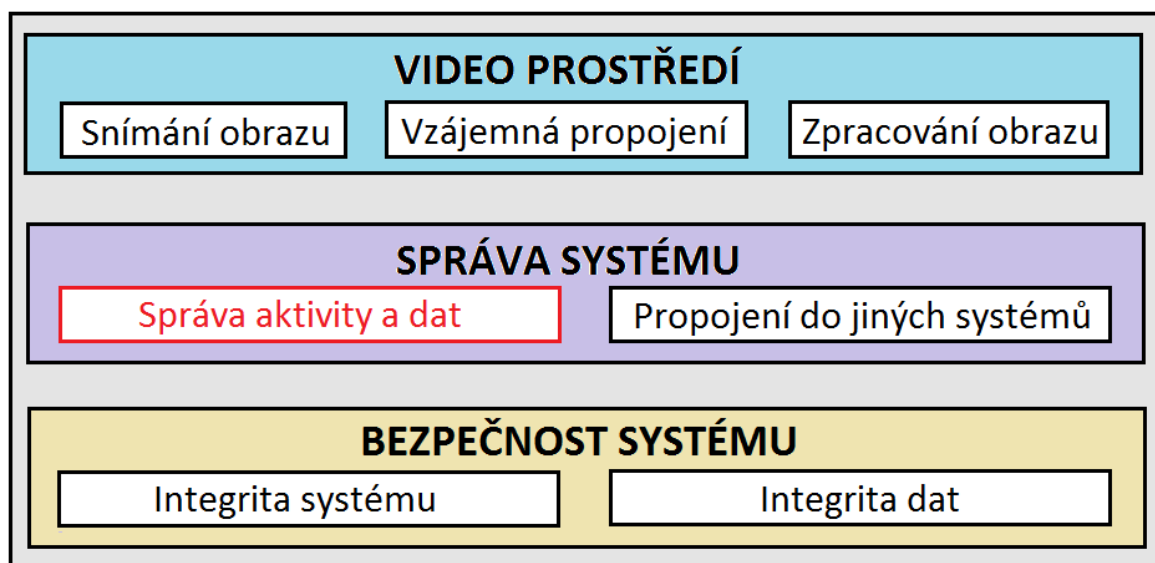 VIDEO PROSTŘEDÍ
Snímání obrazu
Vzájemná propojení
Zpracování obrazu
SPRÁVA SYSTÉMU
Správa aktivity a dat
Propojení do jiných systémů
BEZPEČNOST SYSTÉMU
Integrita systému
Integrita dat